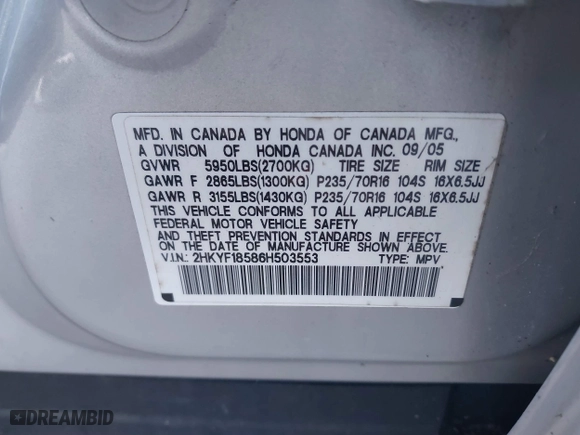 MFD. IN CANADA BY HONDA OF CANADA MFG.,
A DIVISION OF HONDA CANADA INC. 09/05
GVWR 5950LBS(2700KG) TIRE SIZE RIM SIZE
GAWR F 2865LBS(1300KG) P235/70R16 104S 16X6.5JJ
GAWR R 3155LBS(1430KG) P235/70R16 104S 16X6.5JJ
THIS VEHICLE CONFORMS TO ALL APPLICABLE
FEDERAL MOTOR VEHICLE SAFETY
AND THEFT PREVENTION STANDARDS IN EFFECT
ON THE DATE OF MANUFACTURE SHOWN ABOVE.
V.I.N.: 2HKYF18586H503553 TYPE: MPV
DREAMBID